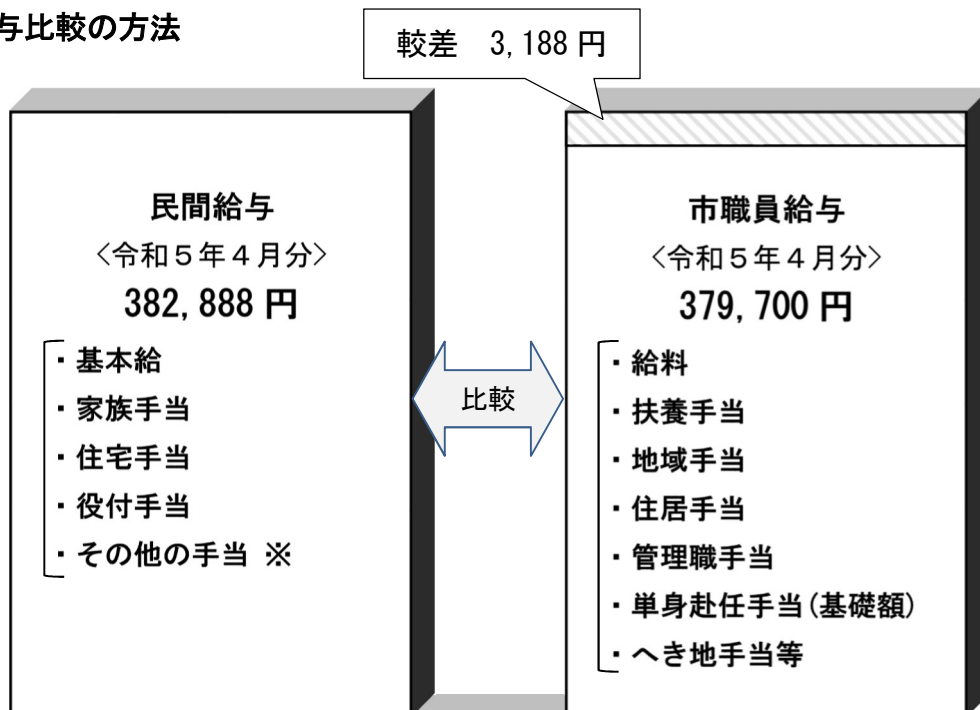 与比較の方法
較差　3,188 円
民間給与
〈令和５年４月分〉
382,888 円
・基本給
・家族手当
・住宅手当
・役付手当
・その他の手当 ※
比較
市職員給与
〈令和５年４月分〉
379,700 円
・給料
・扶養手当
・地域手当
・住居手当
・管理職手当
・単身赴任手当(基礎額)
・へき地手当等